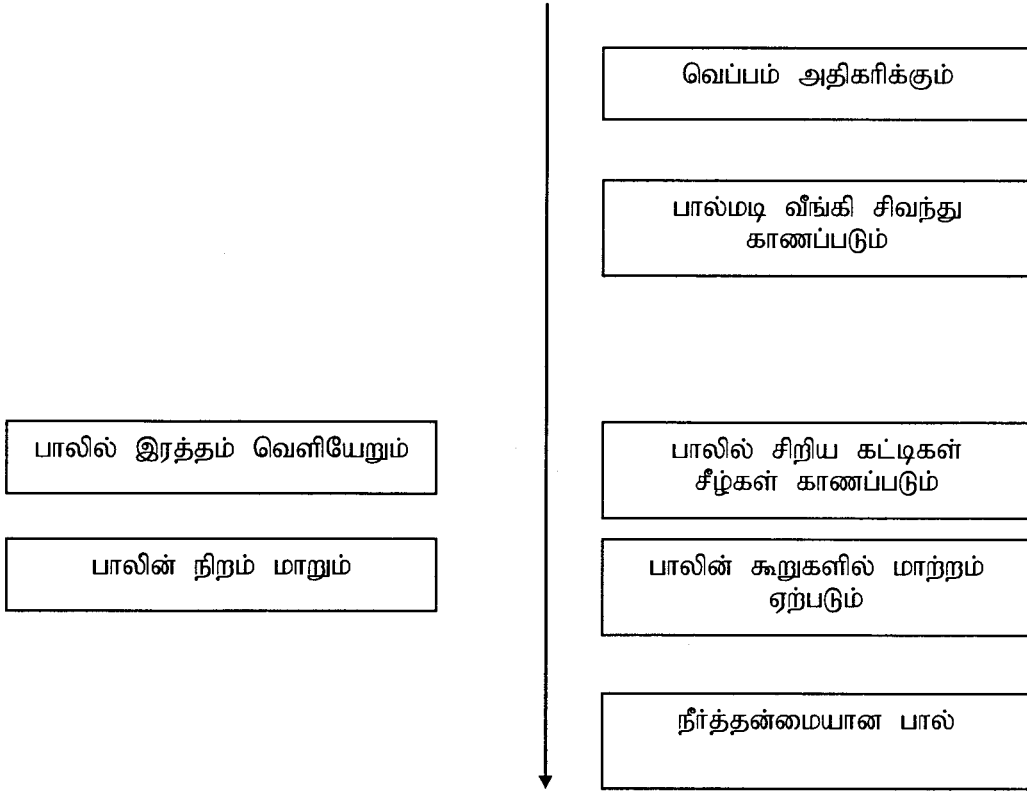 வெப்பம் அதிகரிக்கும்
பால்மடி வீங்கி சிவந்து
காணப்படும்
பாலில் இரத்தம் வெளியேறும்
பாலில் சிறிய கட்டிகள்
சீழ்கள் காணப்படும்
பாலின் நிறம் மாறும்
பாலின் கூறுகளில் மாற்றம்
ஏற்படும்
நீர்த்தன்மையான பால்